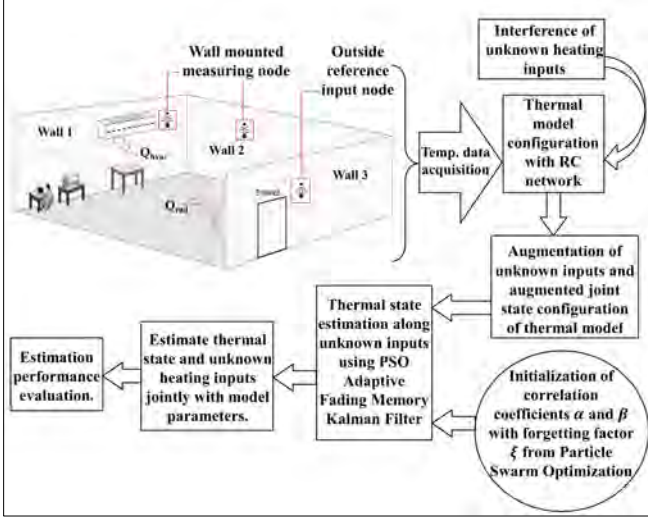 Wall mounted
measuring node
Outside
reference
input node
Interference of
unknown heating
inputs
Wall 1
Wall 2
Wall 3
Temp. data
acquisition
Thermal
model
configuration
with RC
network
Augmentation of
unknown inputs and
augmented joint
state configuration
of thermal model
Thermal state
estimation along
unknown inputs
using PSO
Adaptive
Fading Memory
Kalman Filter
Estimate thermal
state and unknown
heating inputs
jointly with model
parameters.
Estimation
performance
evaluation.
Initialization of
correlation
coefficients α and β
with forgetting factor
ξ from Particle
Swarm Optimization